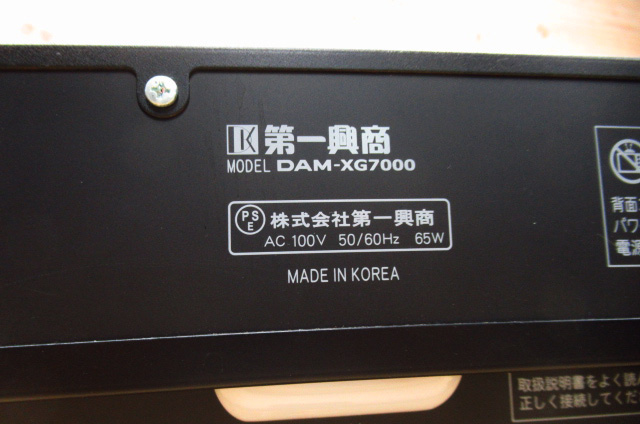 第一興商
MODEL DAM-XG7000
PSE 株式会社第一興商
AC 100V 50/60Hz 65W
MADE IN KOREA
背面
パワ
電源
取扱説明書をよく読
正しく接続してくだ